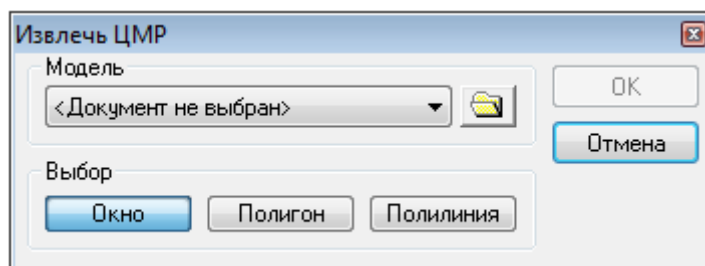 Извлечь ЦМР
Модель
<Документ не выбран>
OK
Отмена
Выбор
Окно
Полигон
Полилиния